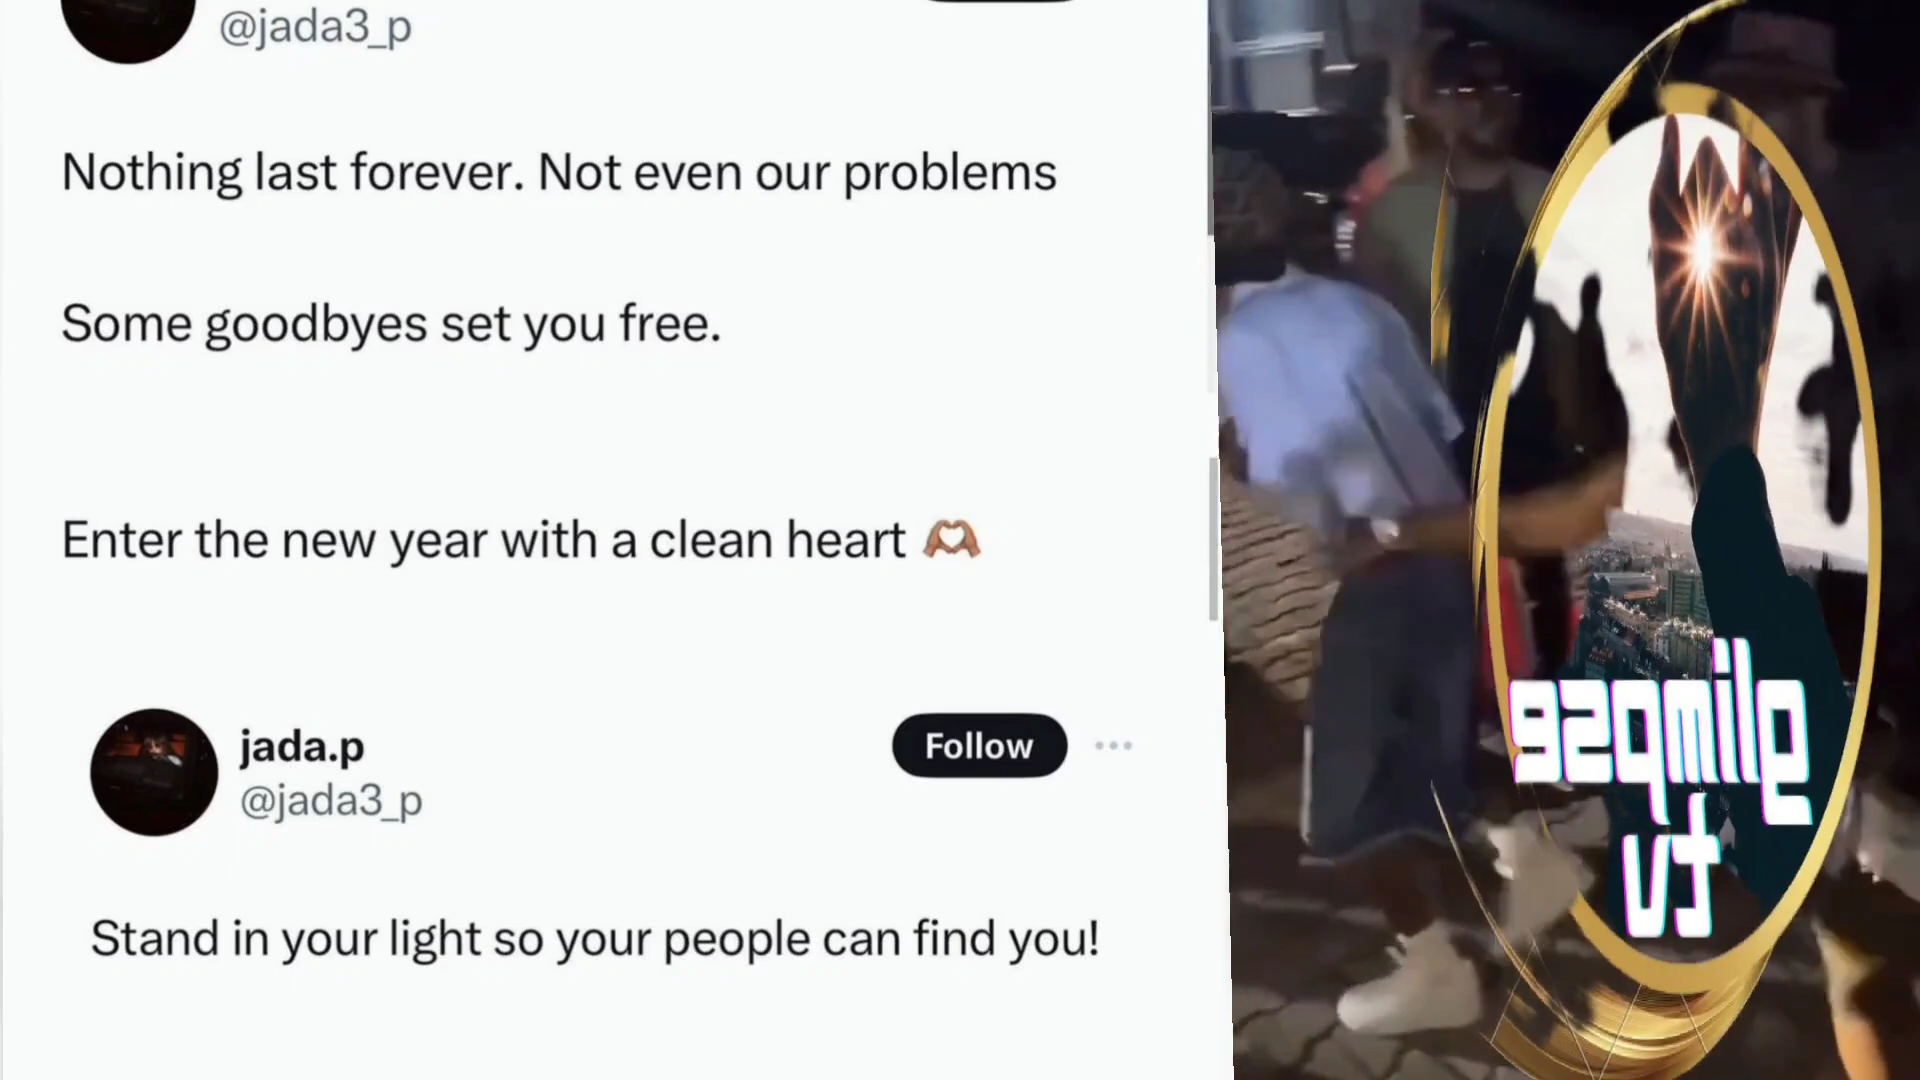 @jada3_p
Nothing last forever. Not even our problems
Some goodbyes set you free.
Enter the new year with a clean heart 🫶🏽
jada.p
@jada3_p
Follow
Stand in your light so your people can find you!
tv